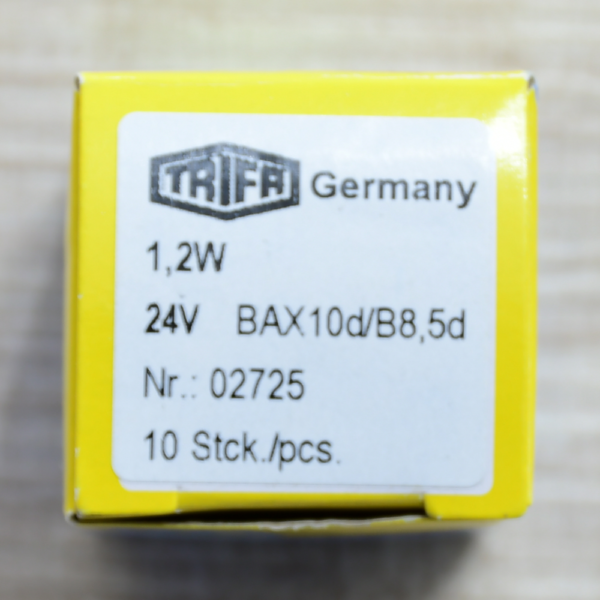 TRIFA Germany
1,2W
24V BAX10d/B8,5d
Nr.: 02725
10 Stck./pcs.